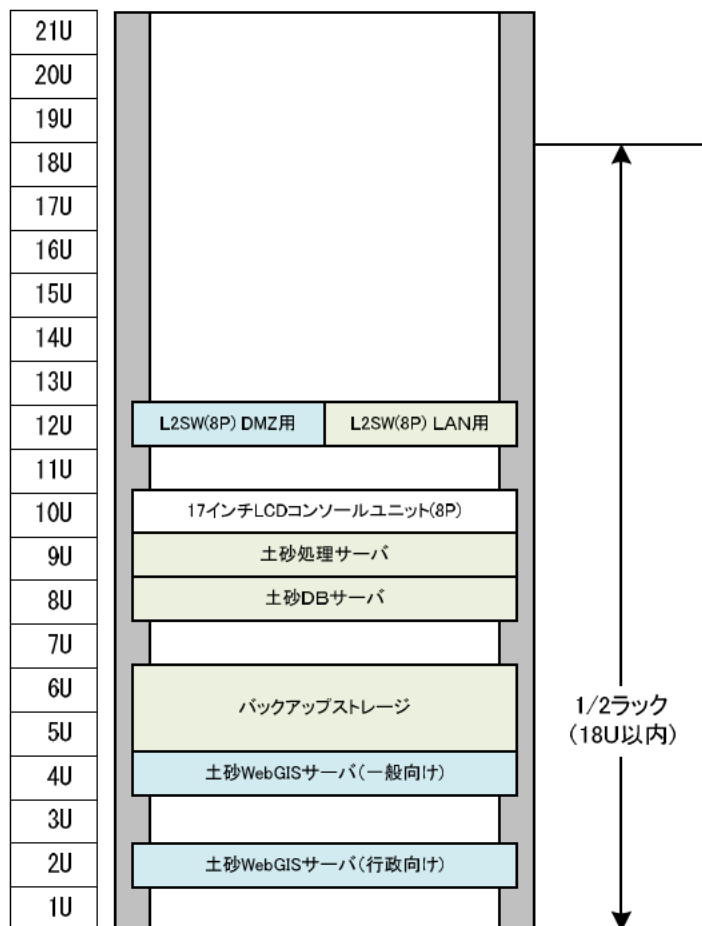 21U
20U
19U
18U
17U
16U
15U
14U
13U
12U
L2SW(8P) DMZ用
L2SW(8P) LAN用
11U
10U
17インチLCDコンソールユニット(8P)
9U
土砂処理サーバ
8U
土砂DBサーバ
7U
6U
バックアップストレージ
5U
1/2ラック
(18U以内)
4U
土砂WebGISサーバ(一般向け)
3U
2U
土砂WebGISサーバ(行政向け)
1U